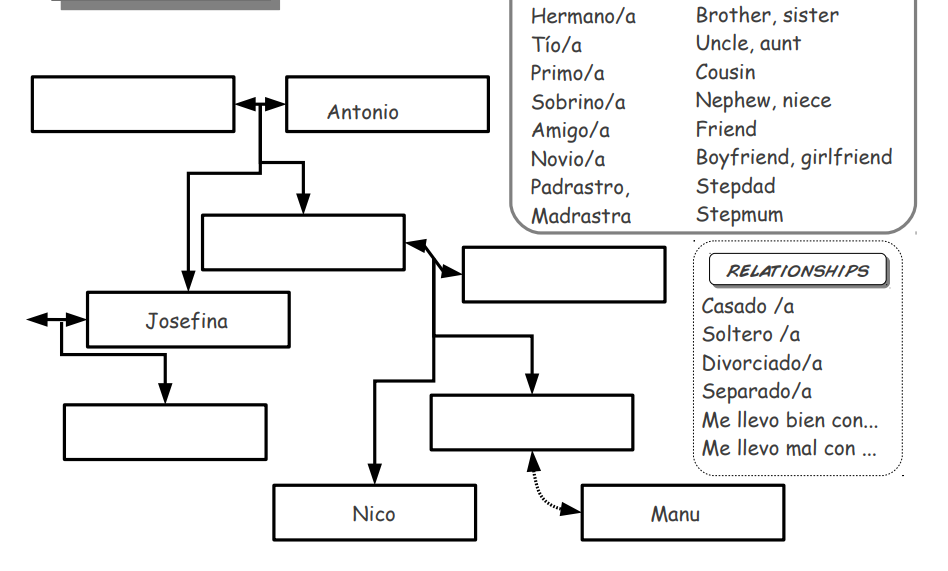 Hermano/a Brother, sister
Tío/a Uncle, aunt
Primo/a Cousin
Sobrino/a Nephew, niece
Amigo/a Friend
Novio/a Boyfriend, girlfriend
Padrastro, Stepdad
Madrastra Stepmum
Antonio
Josefina
Nico
Manu
RELATIONSHIPS
Casado /a
Soltero /a
Divorciado/a
Separado/a
Me llevo bien con...
Me llevo mal con ...